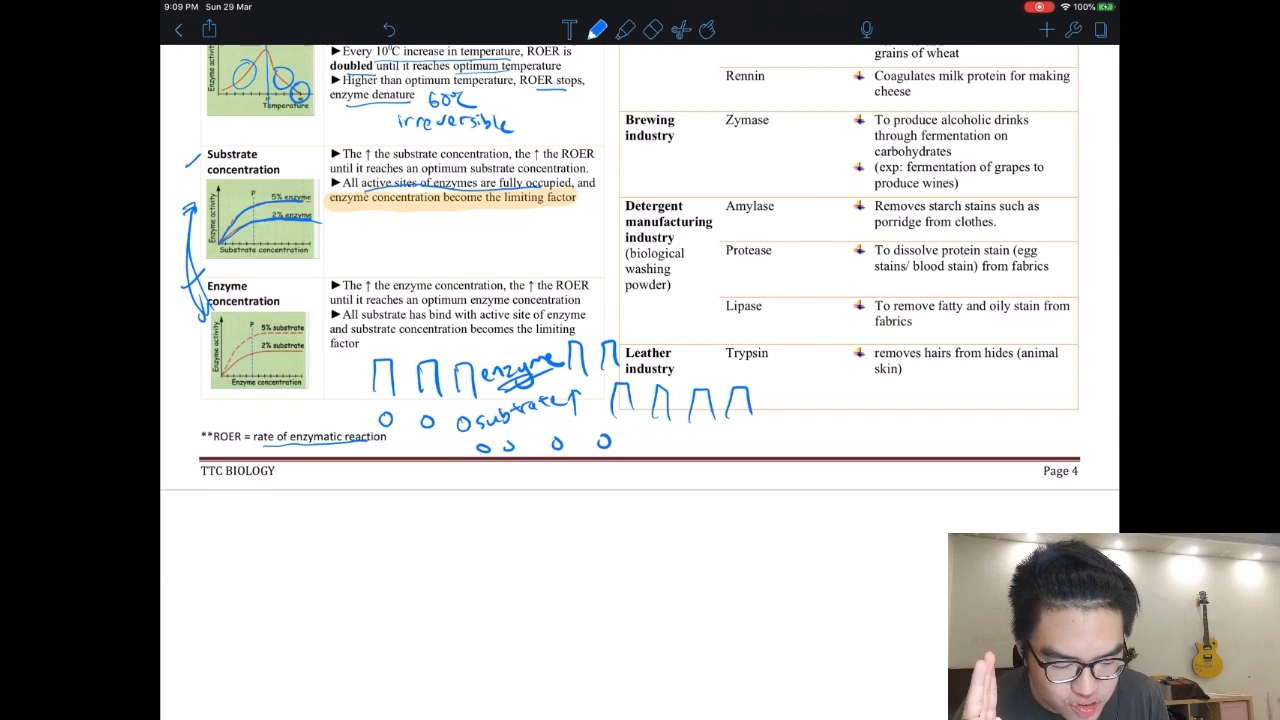 9:09 PM Sun 29 Mar
100%
Enzyme activity
Temperature
►Every 10⁰C increase in temperature, ROER is
doubled until it reaches optimum temperature
►Higher than optimum temperature, ROER stops,
enzyme denature
60°C
irreversible
Substrate
concentration
Enzyme activity
P
5% enzyme
2% enzyme
Substrate concentration
►The ↑ the substrate concentration, the ↑ the ROER
until it reaches an optimum substrate concentration.
►All active sites of enzymes are fully occupied, and
enzyme concentration become the limiting factor
Enzyme
concentration
Enzyme activity
P
5% substrate
2% substrate
Enzyme concentration
►The ↑ the enzyme concentration, the ↑ the ROER
until it reaches an optimum enzyme concentration
►All substrate has bind with active site of enzyme
and substrate concentration becomes the limiting
factor
enzyme
substrate ↑
**ROER = rate of enzymatic reaction
grains of wheat
Rennin
Coagulates milk protein for making
cheese
Brewing
industry
Zymase
To produce alcoholic drinks
through fermentation on
carbohydrates
(exp: fermentation of grapes to
produce wines)
Detergent
manufacturing
industry
(biological
washing
powder)
Amylase
Removes starch stains such as
porridge from clothes.
Protease
To dissolve protein stain (egg
stains/ blood stain) from fabrics
Lipase
To remove fatty and oily stain from
fabrics
Leather
industry
Trypsin
removes hairs from hides (animal
skin)
TTC BIOLOGY
Page 4